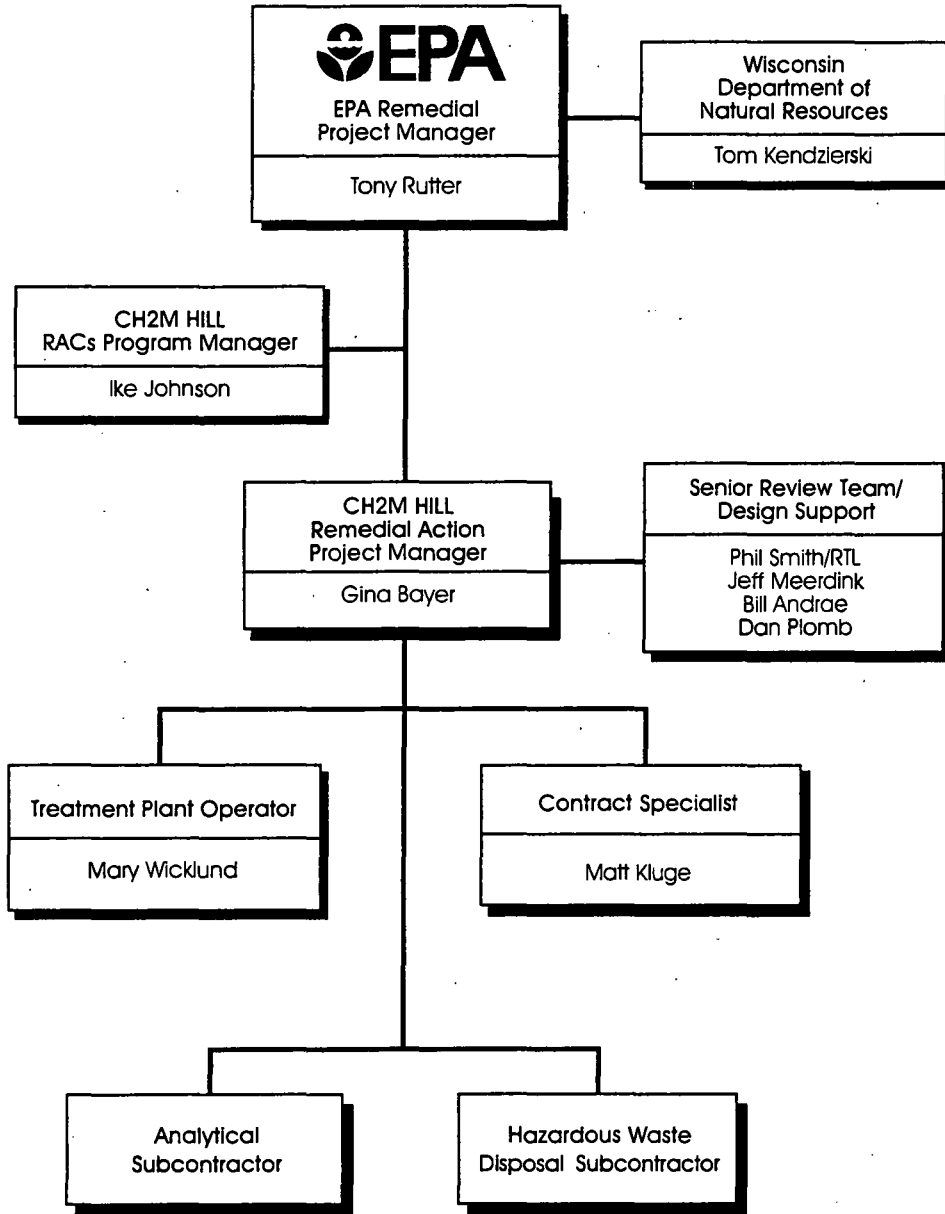 EPA
EPA Remedial
Project Manager
Tony Rutter
Wisconsin
Department of
Natural Resources
Tom Kendzierski
CH2M HILL
RACs Program Manager
Ike Johnson
CH2M HILL
Remedial Action
Project Manager
Gina Bayer
Senior Review Team/
Design Support
Phil Smith/RTL
Jeff Meerdink
Bill Andrae
Dan Plomb
Treatment Plant Operator
Mary Wicklund
Contract Specialist
Matt Kluge
Analytical
Subcontractor
Hazardous Waste
Disposal Subcontractor